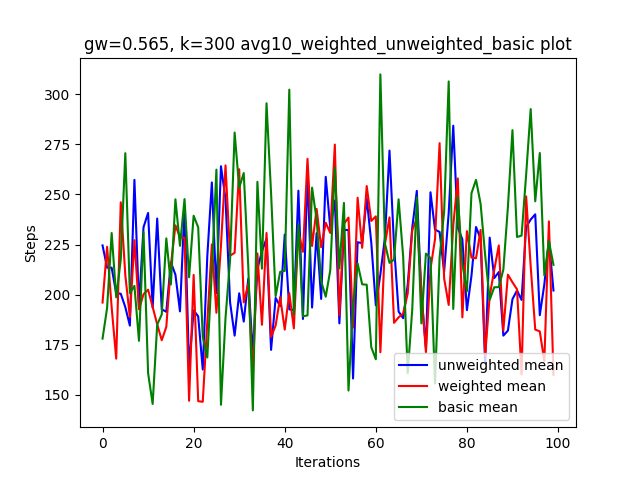 gw=0.565, k=300 avg10_weighted_unweighted_basic plot
Steps
300
275
250
225
200
175
150
0
20
40
60
80
100
Iterations
unweighted mean
weighted mean
basic mean